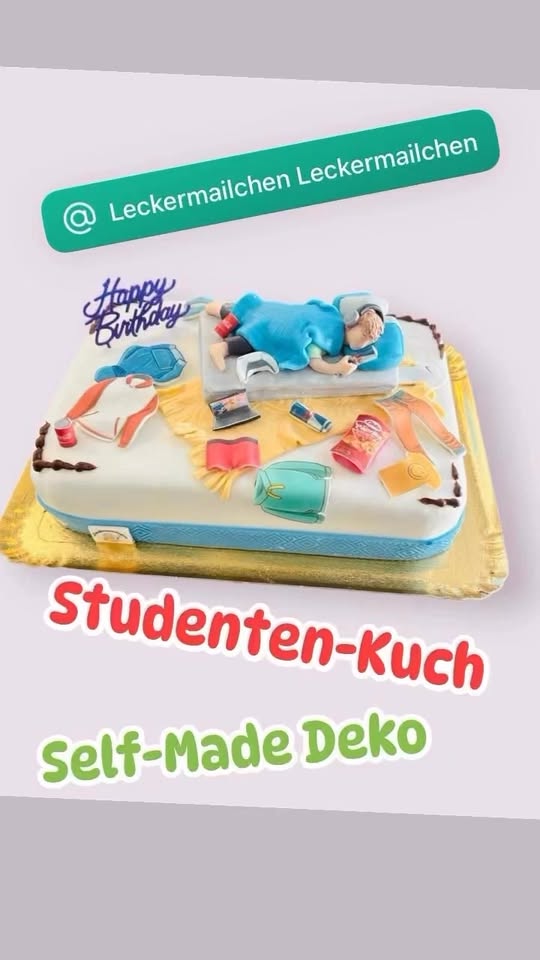 @ Leckermailchen Leckermailchen
Happy
Birthday
Studenten-Kuch
Self-Made Deko